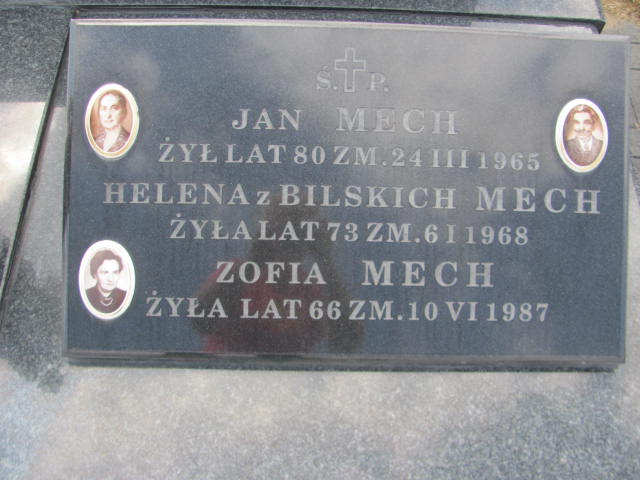 Ś. P.
JAN MECH
ŻYŁ LAT 80 ZM. 24 III 1965
HELENA z BILSKICH MECH
ŻYŁA LAT 73 ZM. 6 I 1968
ZOFIA MECH
ŻYŁA LAT 66 ZM. 10 VI 1987